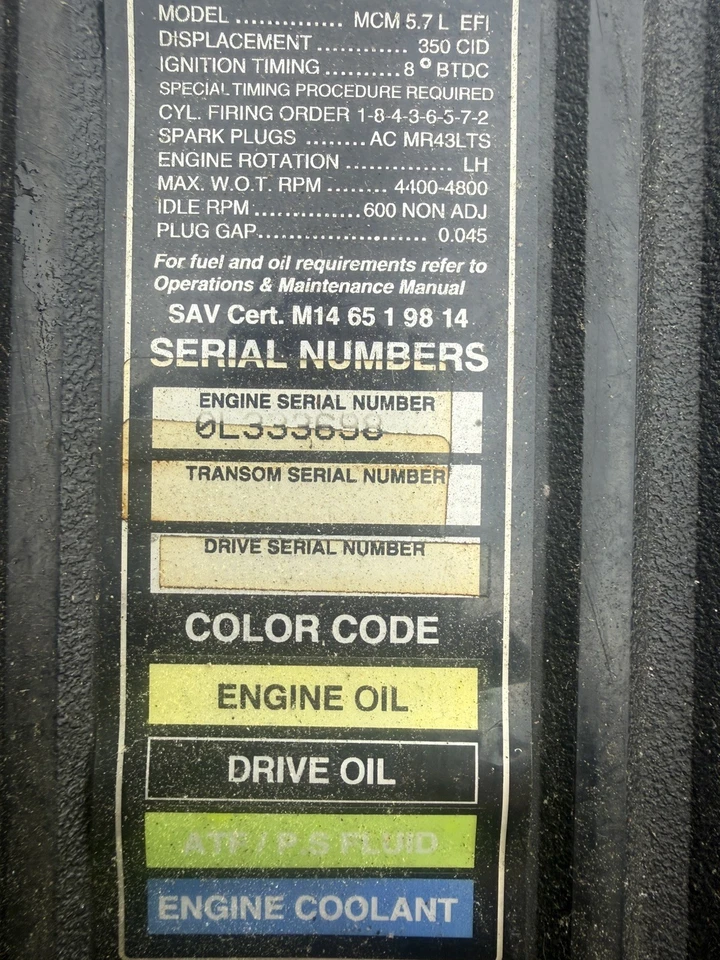 MODEL .............. MCM 5.7 L EFI
DISPLACEMENT ............ 350 CID
IGNITION TIMING .......... 8° BTDC
SPECIAL TIMING PROCEDURE REQUIRED
CYL. FIRING ORDER 1-8-4-3-6-5-7-2
SPARK PLUGS ........ AC MR43LTS
ENGINE ROTATION .............. LH
MAX. W.O.T. RPM ........ 4400-4800
IDLE RPM ..............600 NON ADJ
PLUG GAP...................... 0.045
For fuel and oil requirements refer to
Operations & Maintenance Manual
SAV Cert. M14 65 1 98 14
SERIAL NUMBERS
ENGINE SERIAL NUMBER
0L333698
TRANSOM SERIAL NUMBER
DRIVE SERIAL NUMBER
COLOR CODE
ENGINE OIL
DRIVE OIL
ATF / P.S FLUID
ENGINE COOLANT